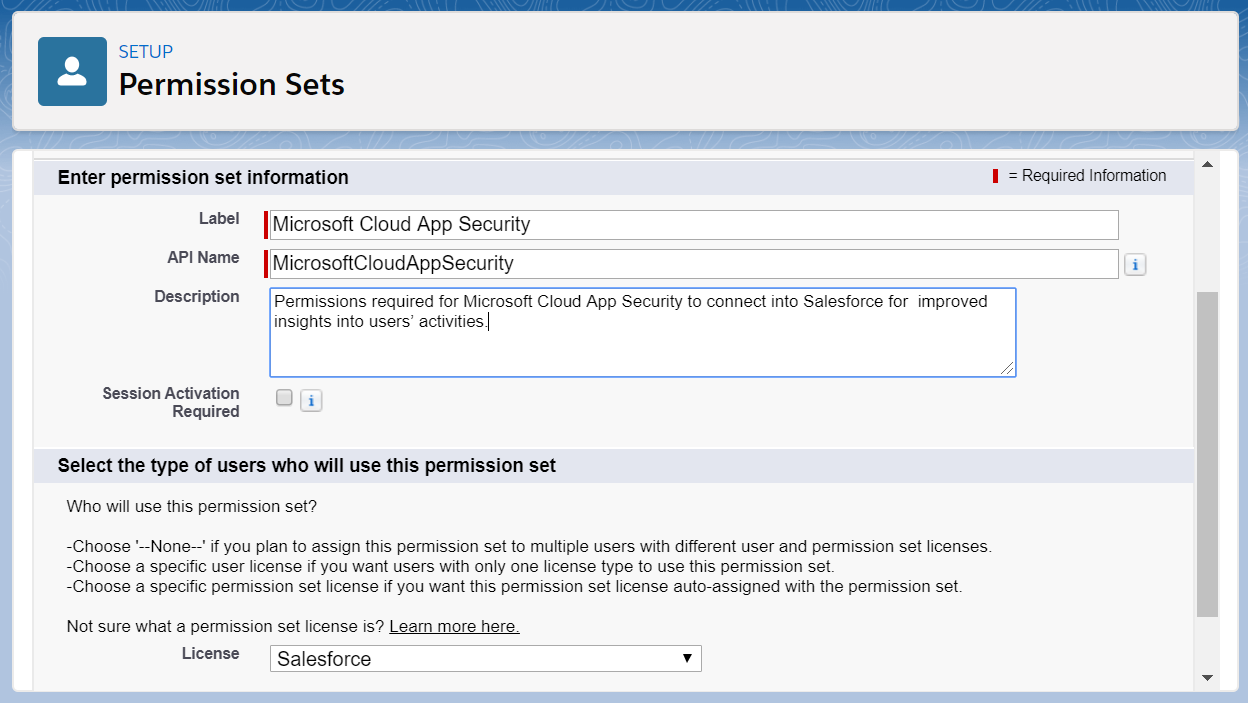 SETUP
Permission Sets
Enter permission set information
= Required Information
Label
Microsoft Cloud App Security
API Name
MicrosoftCloudAppSecurity
i
Description
Permissions required for Microsoft Cloud App Security to connect into Salesforce for  improved
insights into users’ activities.
Session Activation
Required
i
Select the type of users who will use this permission set
Who will use this permission set?
-Choose '--None--' if you plan to assign this permission set to multiple users with different user and permission set licenses.
-Choose a specific user license if you want users with only one license type to use this permission set.
-Choose a specific permission set license if you want this permission set license auto-assigned with the permission set.
Not sure what a permission set license is? Learn more here.
License
Salesforce